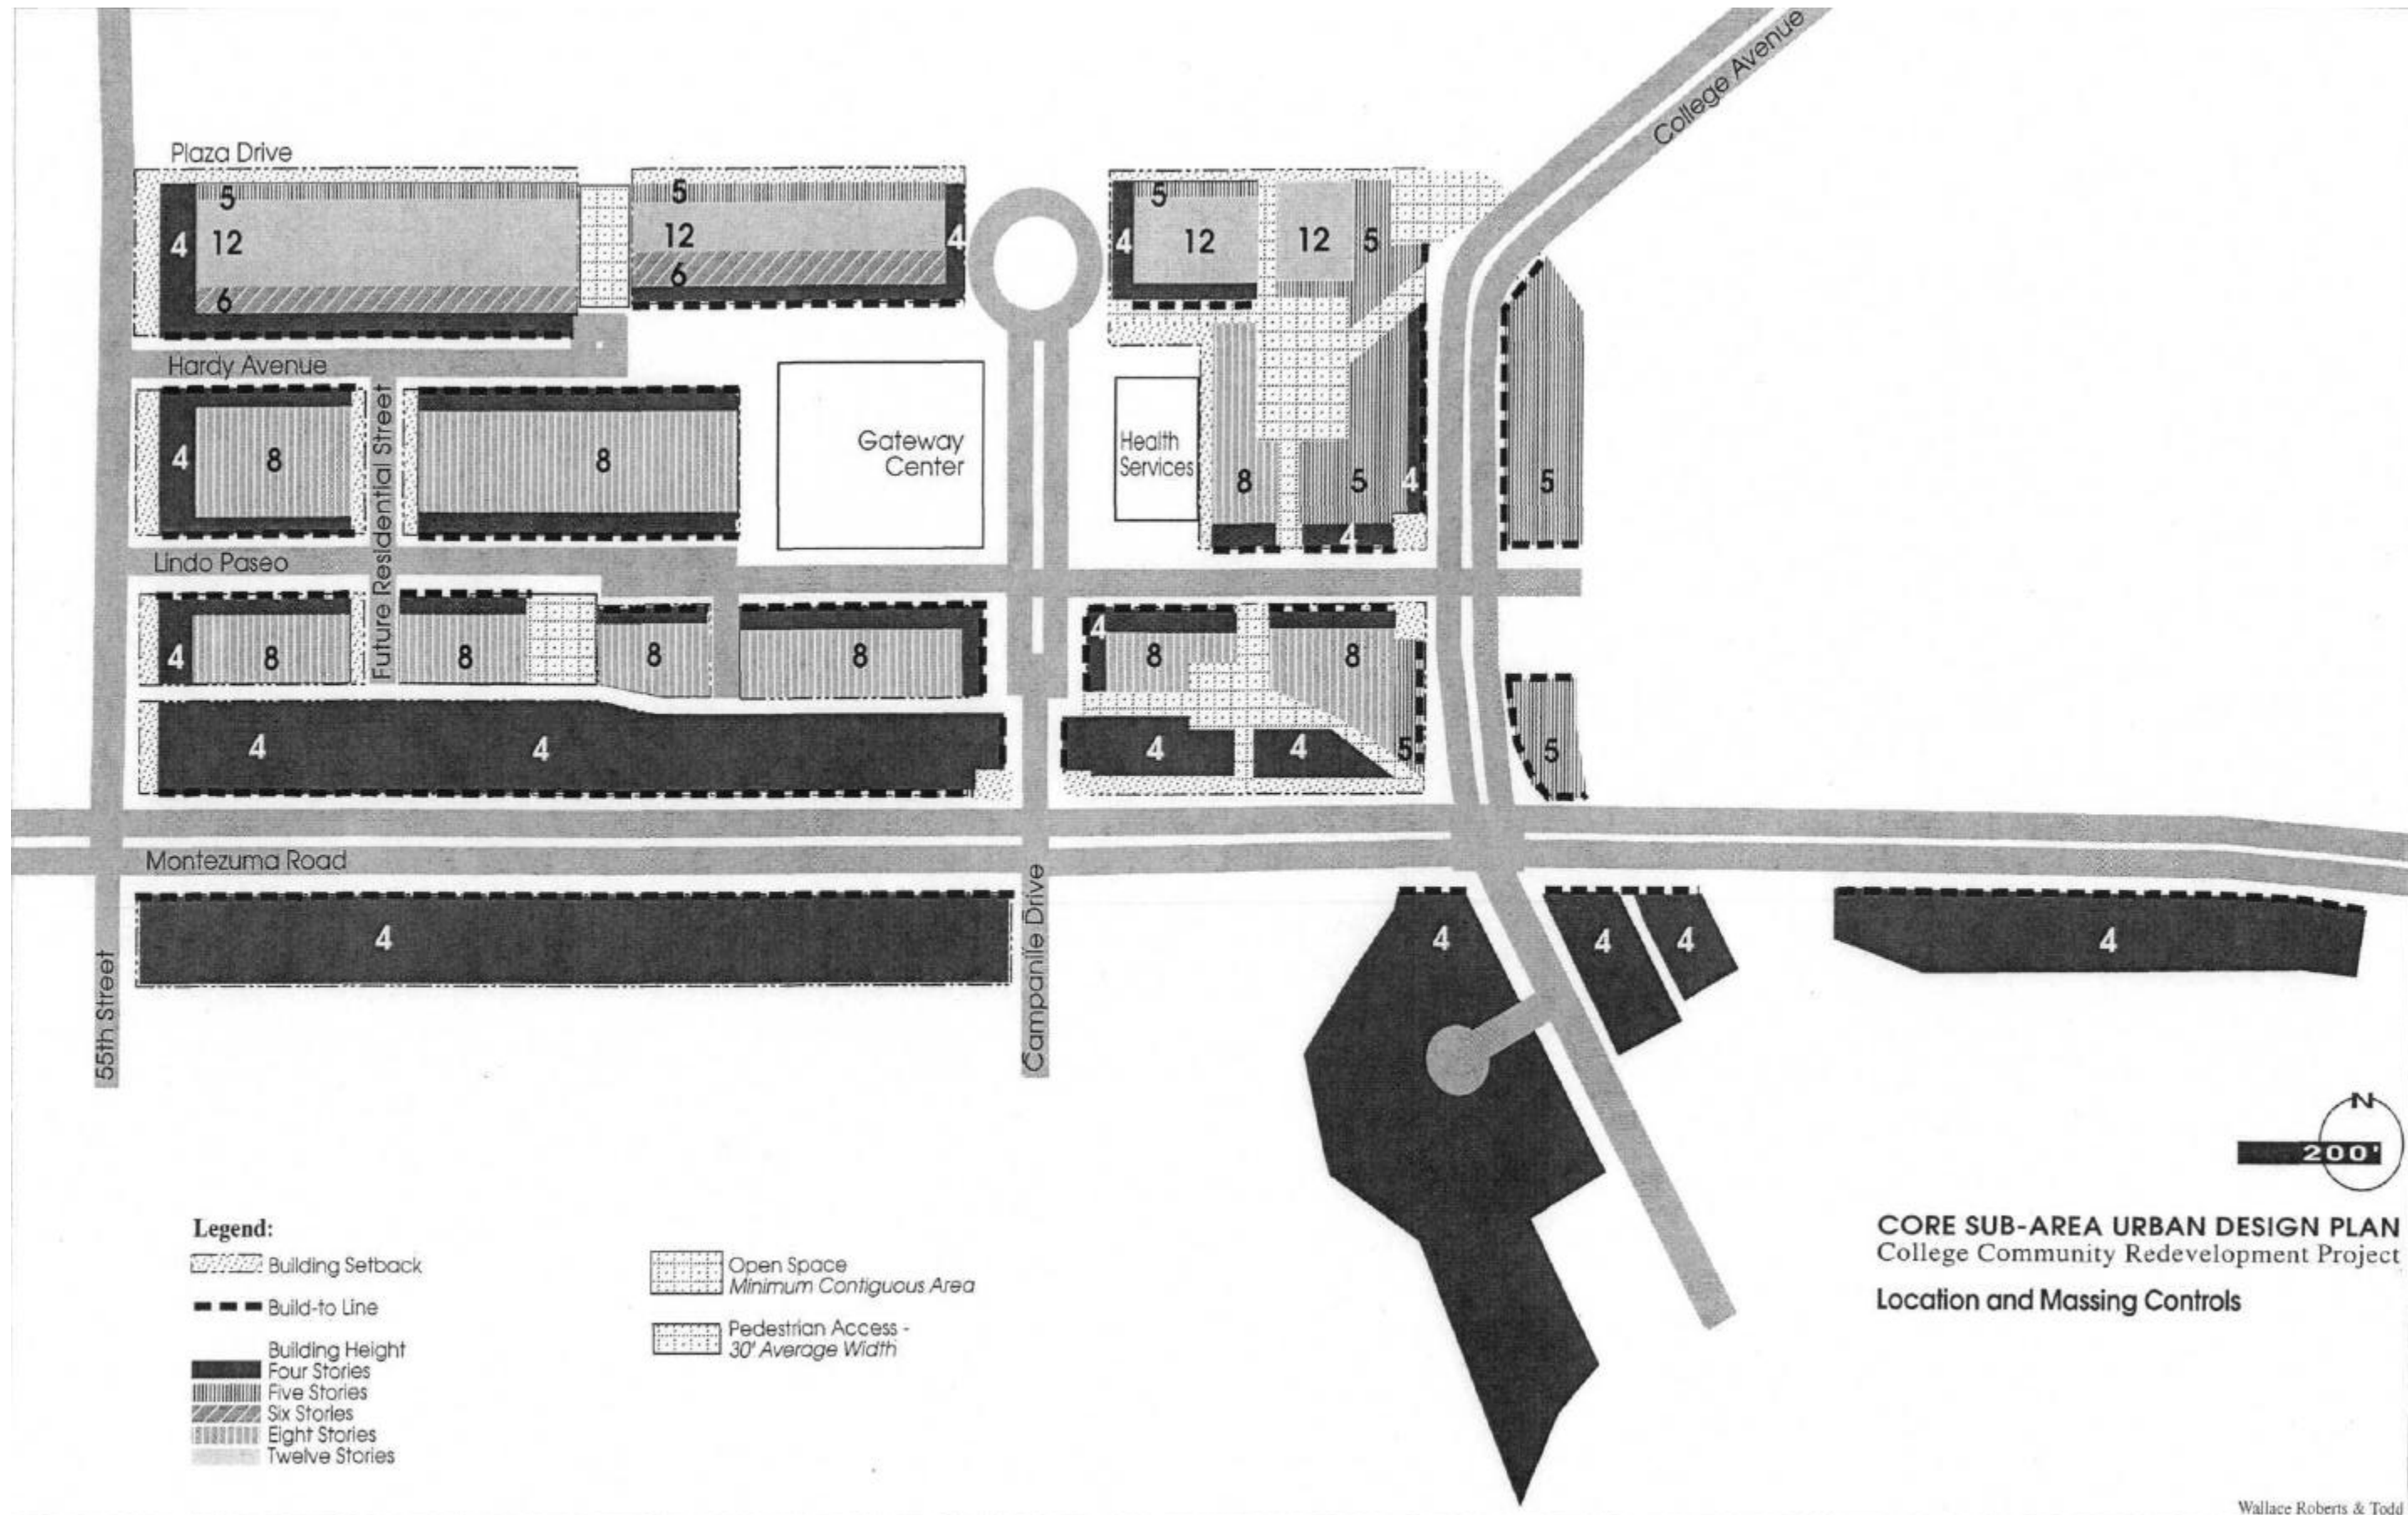 College Avenue
Plaza Drive
5
5
5
4
12
12
4
4
12
12
5
6
6
Hardy Avenue
Future Residential Street
4
8
8
Gateway
Center
Health
Services
8
5
4
5
4
Lindo Paseo
4
8
8
8
8
4
8
8
4
4
4
4
5
5
Montezuma Road
4
4
4
4
4
55th Street
Campanile Drive
N
200'
Legend:
Building Setback
Build-to Line
Building Height
Four Stories
Five Stories
Six Stories
Eight Stories
Twelve Stories
Open Space
Minimum Contiguous Area
Pedestrian Access -
30' Average Width
CORE SUB-AREA URBAN DESIGN PLAN
College Community Redevelopment Project
Location and Massing Controls
Wallace Roberts & Todd